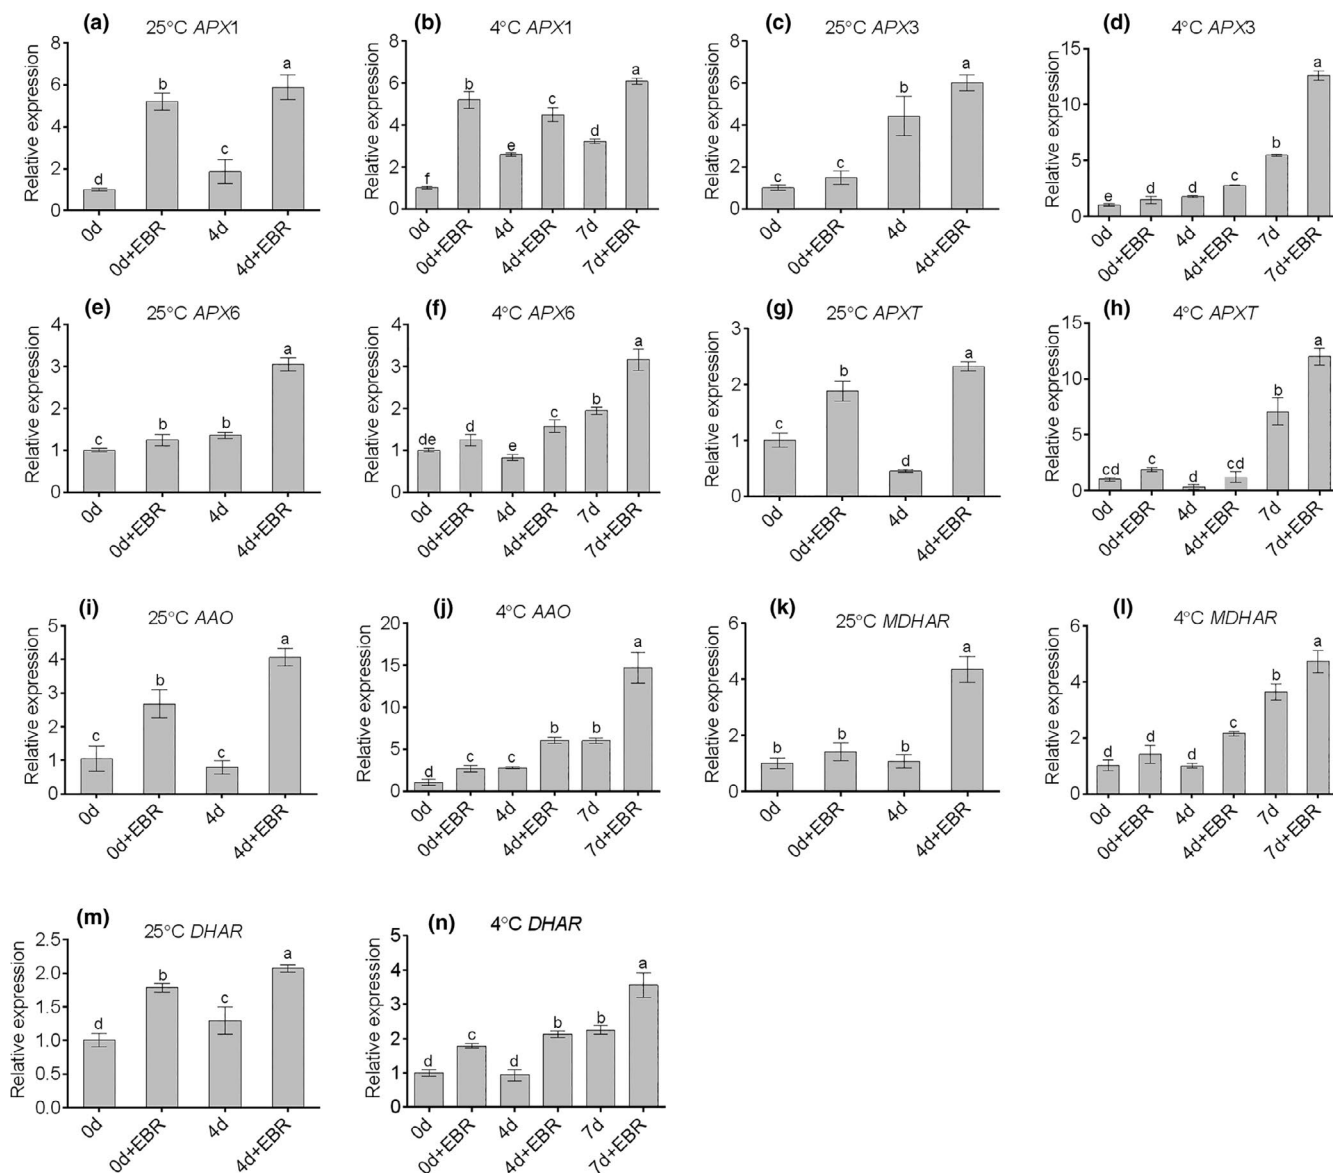 (a) 25°C APX1
Relative expression
8
6
4
2
0
d
b
c
a
0d
0d+EBR
4d
4d+EBR
(b) 4°C APX1
Relative expression
8
6
4
2
0
f
b
e
c
d
a
0d
0d+EBR
4d
4d+EBR
7d
7d+EBR
(c) 25°C APX3
Relative expression
8
6
4
2
0
c
c
b
a
0d
0d+EBR
4d
4d+EBR
(d) 4°C APX3
Relative expression
15
10
5
0
e
d
d
c
b
a
0d
0d+EBR
4d
4d+EBR
7d
7d+EBR
(e) 25°C APX6
Relative expression
4
3
2
1
0
c
b
b
a
0d
0d+EBR
4d
4d+EBR
(f) 4°C APX6
Relative expression
4
3
2
1
0
de
d
e
c
b
a
0d
0d+EBR
4d
4d+EBR
7d
7d+EBR
(g) 25°C APXT
Relative expression
3
2
1
0
c
b
d
a
0d
0d+EBR
4d
4d+EBR
(h) 4°C APXT
Relative expression
15
10
5
0
cd
c
d
cd
b
a
0d
0d+EBR
4d
4d+EBR
7d
7d+EBR
(i) 25°C AAO
Relative expression
5
4
3
2
1
0
c
b
c
a
0d
0d+EBR
4d
4d+EBR
(j) 4°C AAO
Relative expression
20
15
10
5
0
d
c
c
b
b
a
0d
0d+EBR
4d
4d+EBR
7d
7d+EBR
(k) 25°C MDHAR
Relative expression
6
4
2
0
b
b
b
a
0d
0d+EBR
4d
4d+EBR
(l) 4°C MDHAR
Relative expression
6
4
2
0
d
d
d
c
b
a
0d
0d+EBR
4d
4d+EBR
7d
7d+EBR
(m) 25°C DHAR
Relative expression
2.5
2.0
1.5
1.0
0.5
0.0
d
b
c
a
0d
0d+EBR
4d
4d+EBR
(n) 4°C DHAR
Relative expression
5
4
3
2
1
0
d
c
d
b
b
a
0d
0d+EBR
4d
4d+EBR
7d
7d+EBR